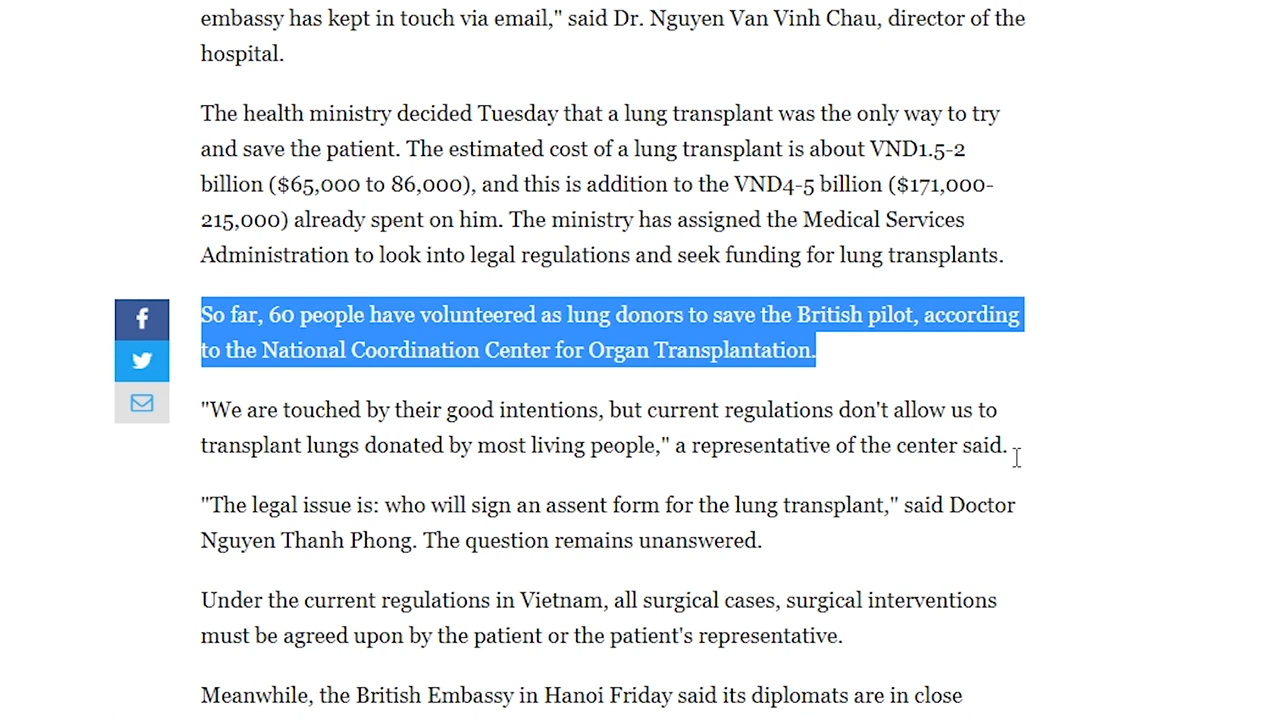 embassy has kept in touch via email," said Dr. Nguyen Van Vinh Chau, director of the
hospital.
The health ministry decided Tuesday that a lung transplant was the only way to try
and save the patient. The estimated cost of a lung transplant is about VND1.5-2
billion ($65,000 to 86,000), and this is addition to the VND4-5 billion ($171,000-
215,000) already spent on him. The ministry has assigned the Medical Services
Administration to look into legal regulations and seek funding for lung transplants.
So far, 60 people have volunteered as lung donors to save the British pilot, according
to the National Coordination Center for Organ Transplantation.
"We are touched by their good intentions, but current regulations don't allow us to
transplant lungs donated by most living people," a representative of the center said.
"The legal issue is: who will sign an assent form for the lung transplant," said Doctor
Nguyen Thanh Phong. The question remains unanswered.
Under the current regulations in Vietnam, all surgical cases, surgical interventions
must be agreed upon by the patient or the patient's representative.
Meanwhile, the British Embassy in Hanoi Friday said its diplomats are in close